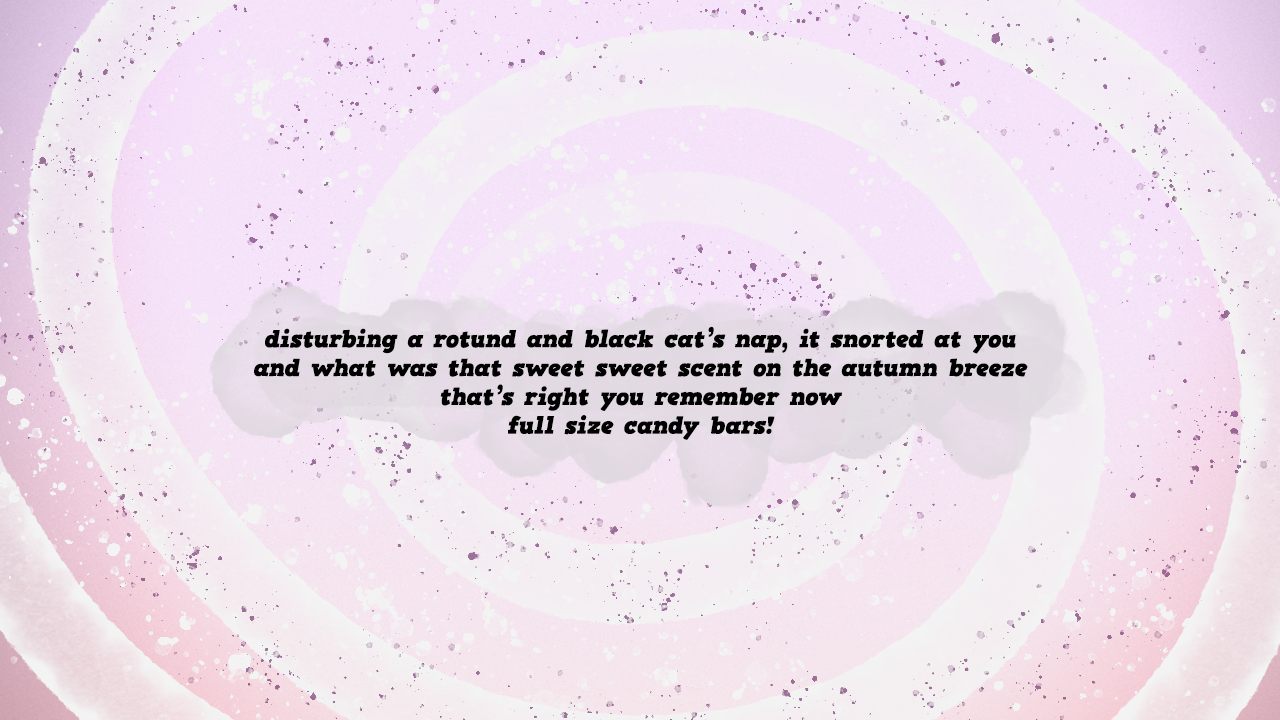 disturbing a rotund and black cat's nap, it snorted at you
and what was that sweet sweet scent on the autumn breeze
that's right you remember now
full size candy bars!